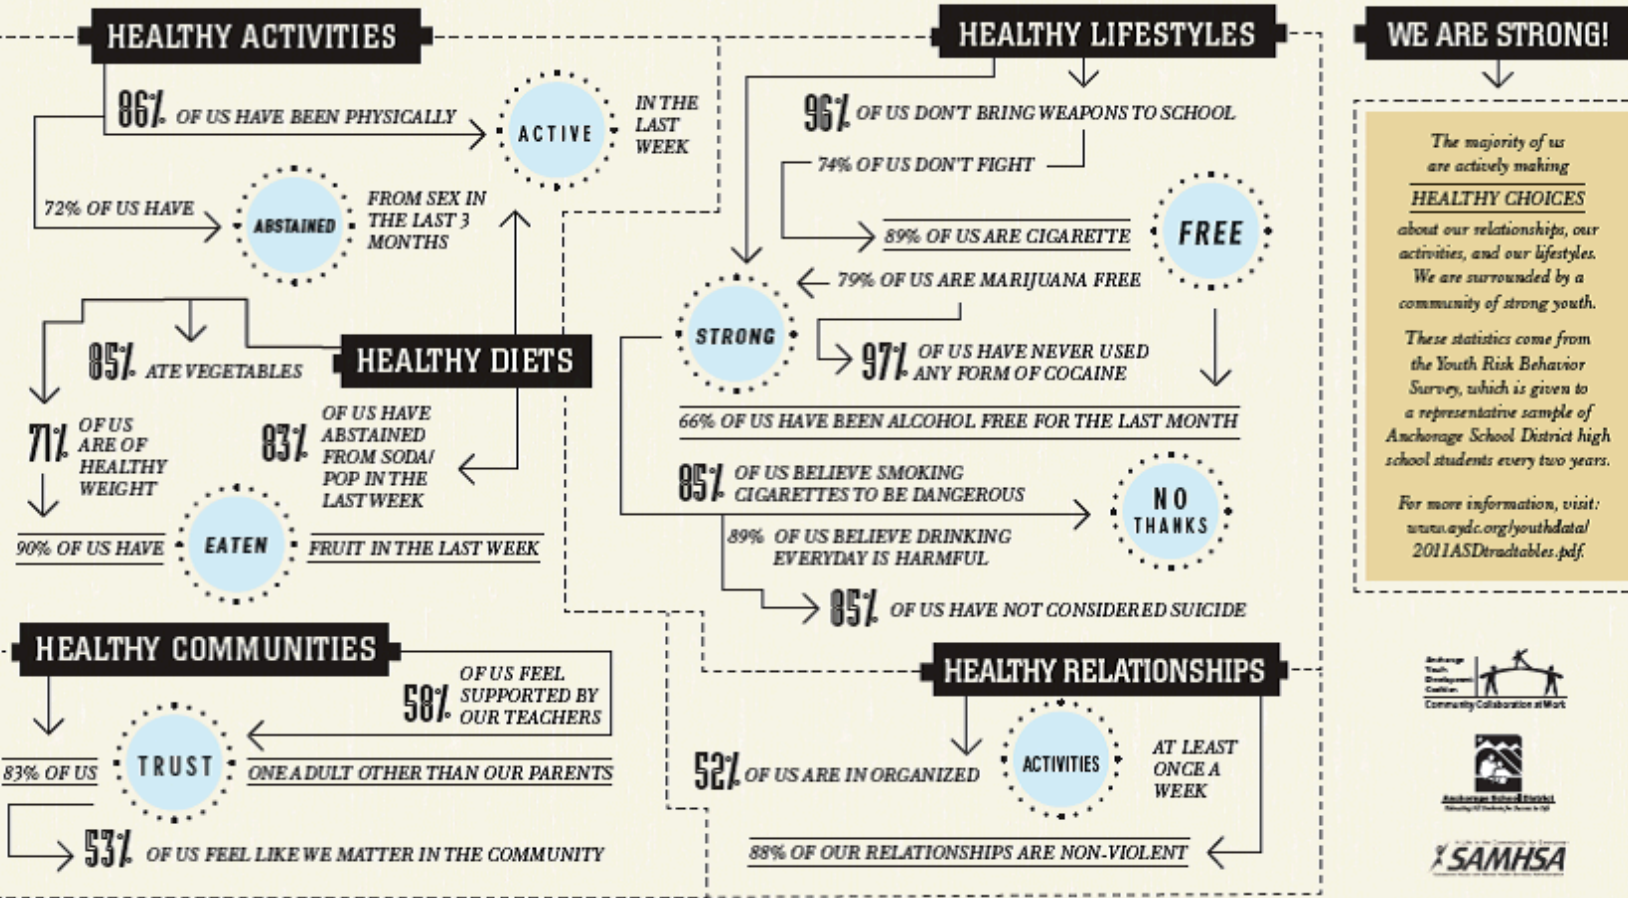 HEALTHY ACTIVITIES
86% OF US HAVE BEEN PHYSICALLY
ACTIVE
IN THE
LAST
WEEK
72% OF US HAVE
ABSTAINED
FROM SEX IN
THE LAST 3
MONTHS
HEALTHY DIETS
85% ATE VEGETABLES
71% OF US
ARE OF
HEALTHY
WEIGHT
83% OF US HAVE
ABSTAINED
FROM SODA/
POP IN THE
LAST WEEK
90% OF US HAVE
EATEN
FRUIT IN THE LAST WEEK
HEALTHY COMMUNITIES
58% OF US FEEL
SUPPORTED BY
OUR TEACHERS
83% OF US
TRUST
ONE ADULT OTHER THAN OUR PARENTS
53% OF US FEEL LIKE WE MATTER IN THE COMMUNITY
HEALTHY LIFESTYLES
96% OF US DON'T BRING WEAPONS TO SCHOOL
74% OF US DON'T FIGHT
89% OF US ARE CIGARETTE
FREE
79% OF US ARE MARIJUANA FREE
STRONG
97% OF US HAVE NEVER USED
ANY FORM OF COCAINE
66% OF US HAVE BEEN ALCOHOL FREE FOR THE LAST MONTH
85% OF US BELIEVE SMOKING
CIGARETTES TO BE DANGEROUS
NO
THANKS
89% OF US BELIEVE DRINKING
EVERYDAY IS HARMFUL
85% OF US HAVE NOT CONSIDERED SUICIDE
HEALTHY RELATIONSHIPS
52% OF US ARE IN ORGANIZED
ACTIVITIES
AT LEAST
ONCE A
WEEK
88% OF OUR RELATIONSHIPS ARE NON-VIOLENT
WE ARE STRONG!
The majority of us
are actively making
HEALTHY CHOICES
about our relationships, our
activities, and our lifestyles.
We are surrounded by a
community of strong youth.
These statistics come from
the Youth Risk Behavior
Survey, which is given to
a representative sample of
Anchorage School District high
school students every two years.
For more information, visit:
www.aydc.org/youthdata/
2011ASDtradtables.pdf.
Anchorage
Youth
Development
Coalition
Community Collaboration at Work
Anchorage School District
SAMHSA